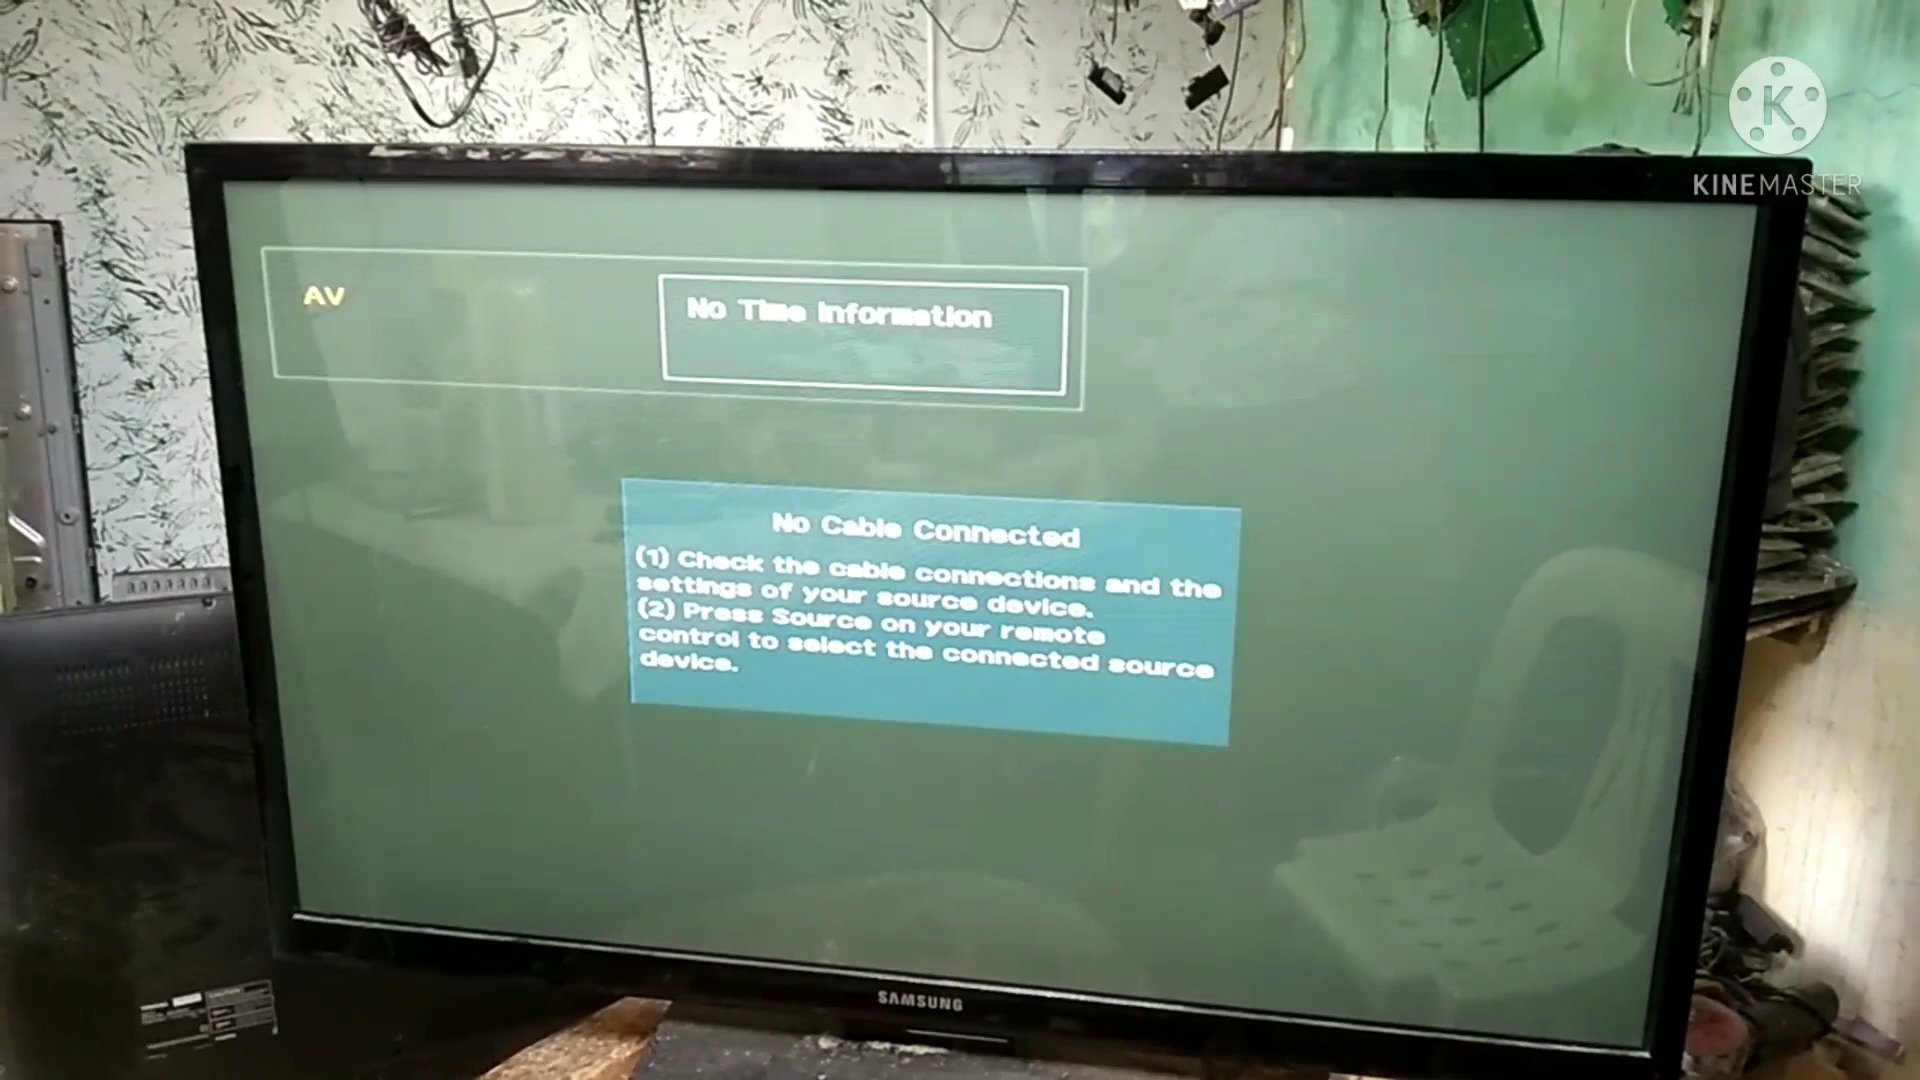 KINEMASTER
AV
No Time Information
No Cable Connected
(1) Check the cable connections and the
settings of your source device.
(2) Press Source on your remote
control to select the connected source
device.
SAMSUNG